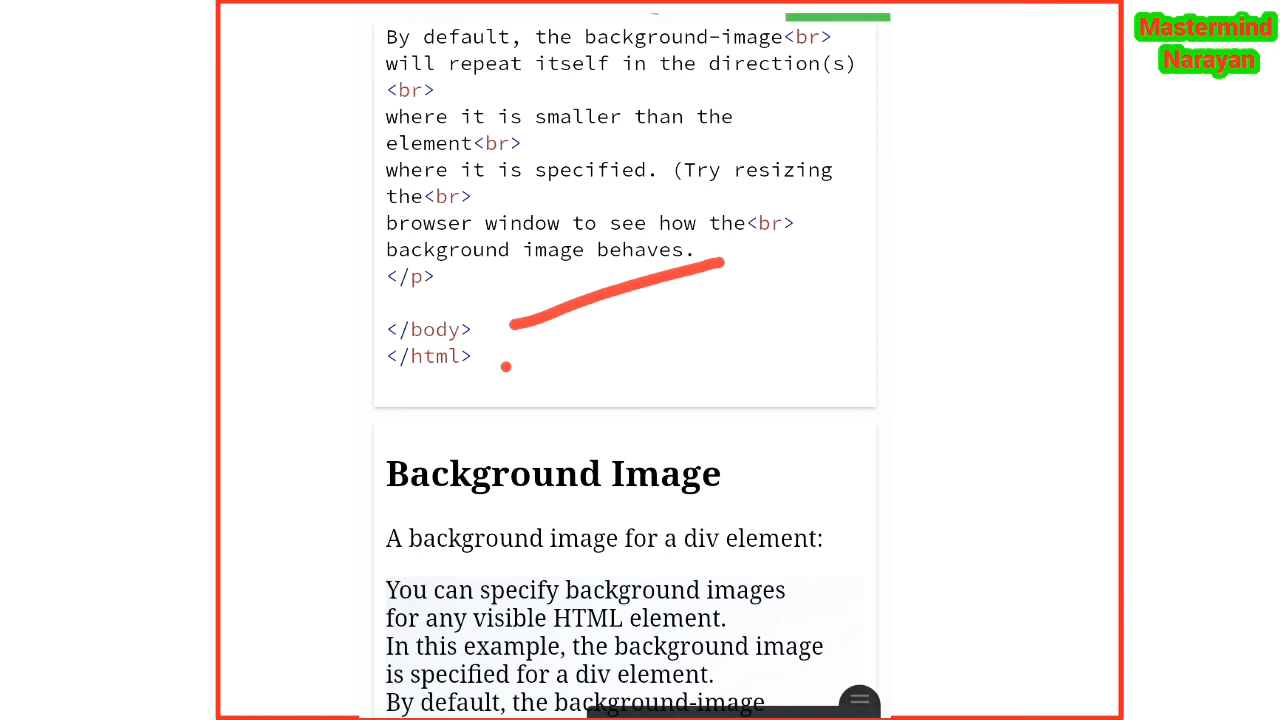 Mastermind
Narayan
By default, the background-image<br>
will repeat itself in the direction(s)
<br>
where it is smaller than the
element<br>
where it is specified. (Try resizing
the<br>
browser window to see how the<br>
background image behaves.
</p>
</body>
</html>
Background Image
A background image for a div element:
You can specify background images
for any visible HTML element.
In this example, the background image
is specified for a div element.
By default, the background-image